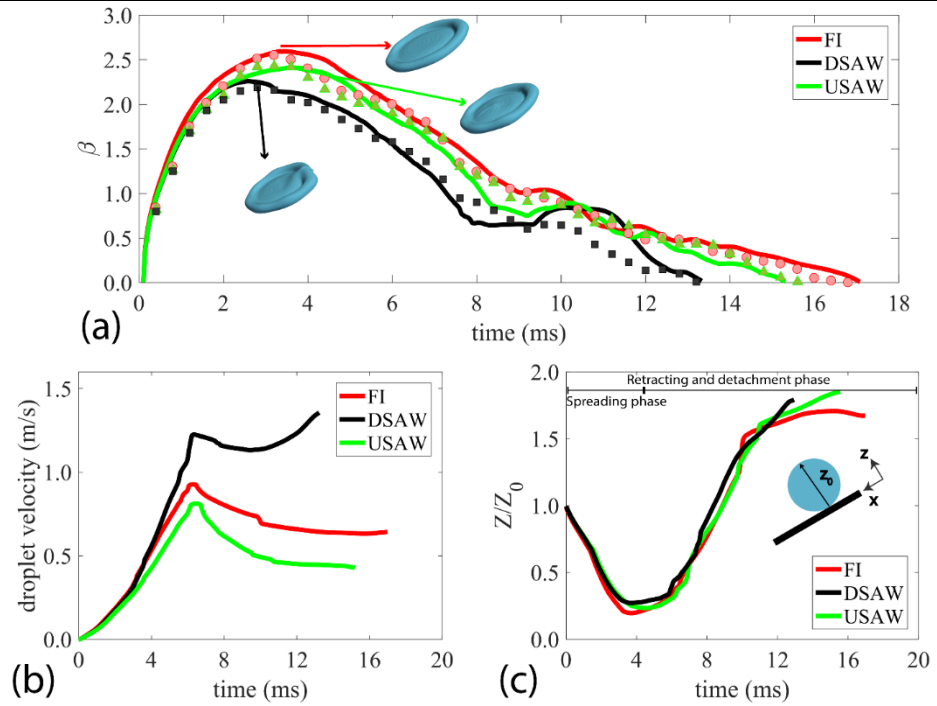 3.0
2.5
2.0
1.5
1.0
0.5
0.0
β
0 2 4 6 8 10 12 14 16 18
time (ms)
FI
DSAW
USAW
(a)
1.5
1.0
0.5
0.0
droplet velocity (m/s)
0 4 8 12 16 20
time (ms)
FI
DSAW
USAW
(b)
2.0
1.5
1.0
0.5
0.0
Z/Z0
0 4 8 12 16 20
time (ms)
Retracting and detachment phase
Spreading phase
z0
z
x
FI
DSAW
USAW
(c)